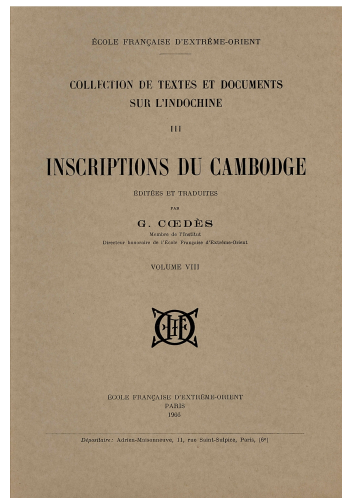 ÉCOLE FRANÇAISE D'EXTRÊME-ORIENT
COLLECTION DE TEXTES ET DOCUMENTS
SUR L'INDOCHINE
III
INSCRIPTIONS DU CAMBODGE
ÉDITÉES ET TRADUITES
PAR
G. CŒDÈS
Membre de l'Institut
Directeur honoraire de l'École Française d'Extrême-Orient
VOLUME VIII
ÉCOLE FRANÇAISE D'EXTRÊME-ORIENT
PARIS
1966
Dépositaire: Adrien-Maisonneuve, 11, rue Saint-Sulpice, Paris, (6e)